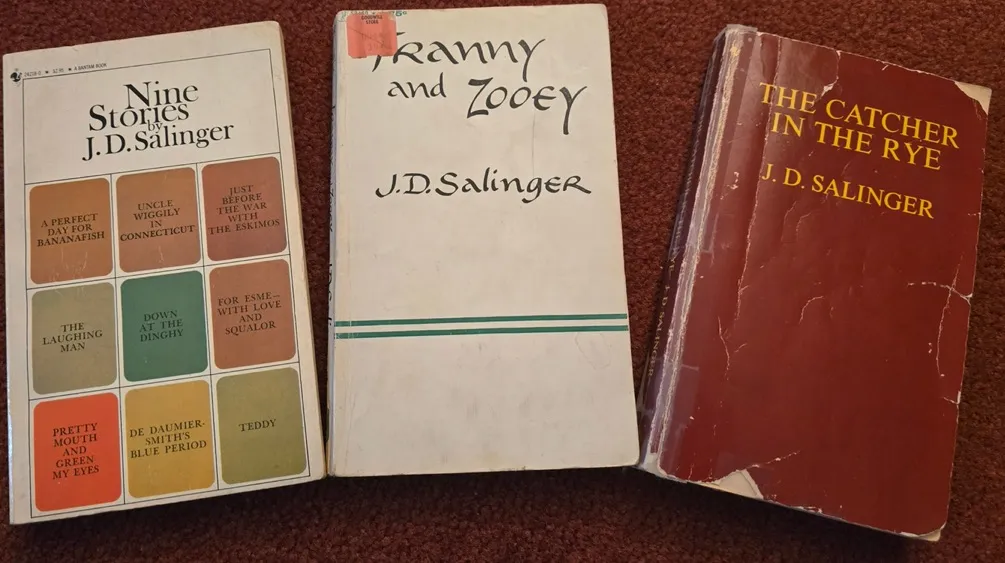 A BANTAM BOOK
Nine
Stories
by
J.D. Salinger
A PERFECT
DAY FOR
BANANAFISH
UNCLE
WIGGILY
IN
CONNECTICUT
JUST
BEFORE
THE WAR
WITH
THE ESKIMOS
THE
LAUGHING
MAN
DOWN
AT THE
DINGHY
FOR ESME—
WITH LOVE
AND
SQUALOR
PRETTY
MOUTH
AND
GREEN
MY EYES
DE DAUMIER-
SMITH'S
BLUE PERIOD
TEDDY
GOODWILL
Franny
and Zooey
J.D. Salinger
THE CATCHER
IN THE RYE
J. D. SALINGER
J. D. SALINGER